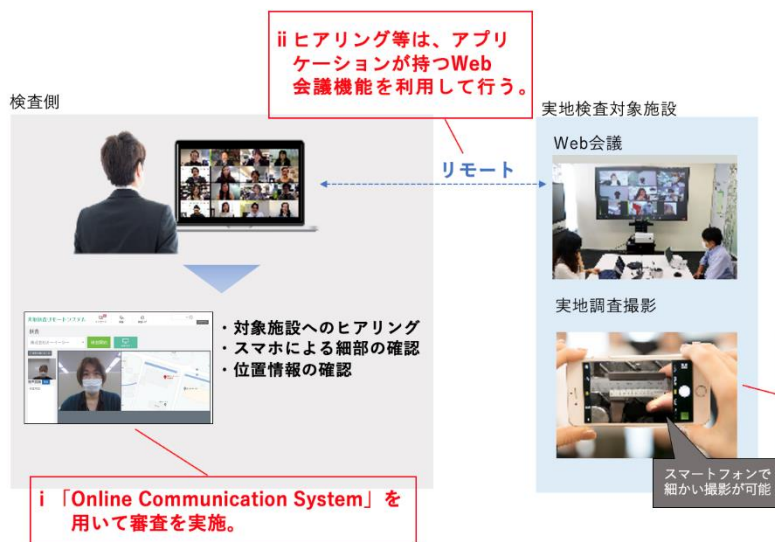 ⅱ ヒアリング等は、アプリ
ケーションが持つWeb
会議機能を利用して行う。
検査側
実地検査対象施設
Web会議
リモート
実地調査撮影
・対象施設へのヒアリング
・スマホによる細部の確認
・位置情報の確認
スマートフォンで
細かい撮影が可能
ⅰ 「Online Communication System」を
用いて審査を実施。